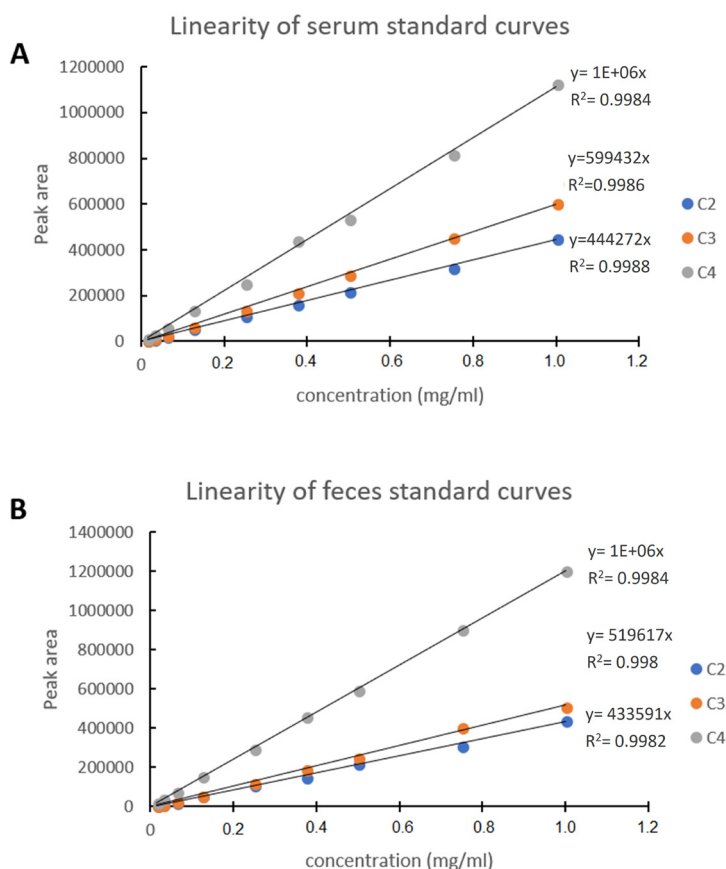 Linearity of serum standard curves
A
1200000
1000000
800000
600000
400000
200000
0
Peak area
y= 1E+06x
R²= 0.9984
y=599432x
R²=0.9986
y=444272x
R²= 0.9988
C2
C3
C4
0 0.2 0.4 0.6 0.8 1.0 1.2
concentration (mg/ml)
Linearity of feces standard curves
B
1400000
1200000
1000000
800000
600000
400000
200000
0
Peak area
y= 1E+06x
R²= 0.9984
y= 519617x
R²= 0.998
y= 433591x
R²= 0.9982
C2
C3
C4
0 0.2 0.4 0.6 0.8 1.0 1.2
concentration (mg/ml)